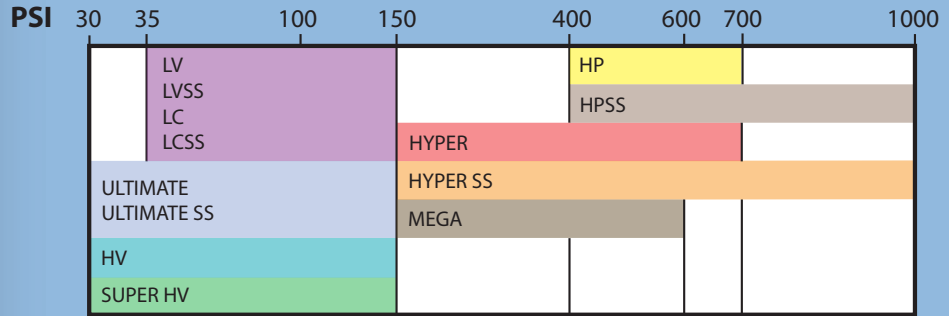 PSI 30 35 100 150 400 600 700 1000
LV
LVSS
LC
LCSS
HP
HPSS
HYPER
ULTIMATE
ULTIMATE SS
HYPER SS
MEGA
HV
SUPER HV